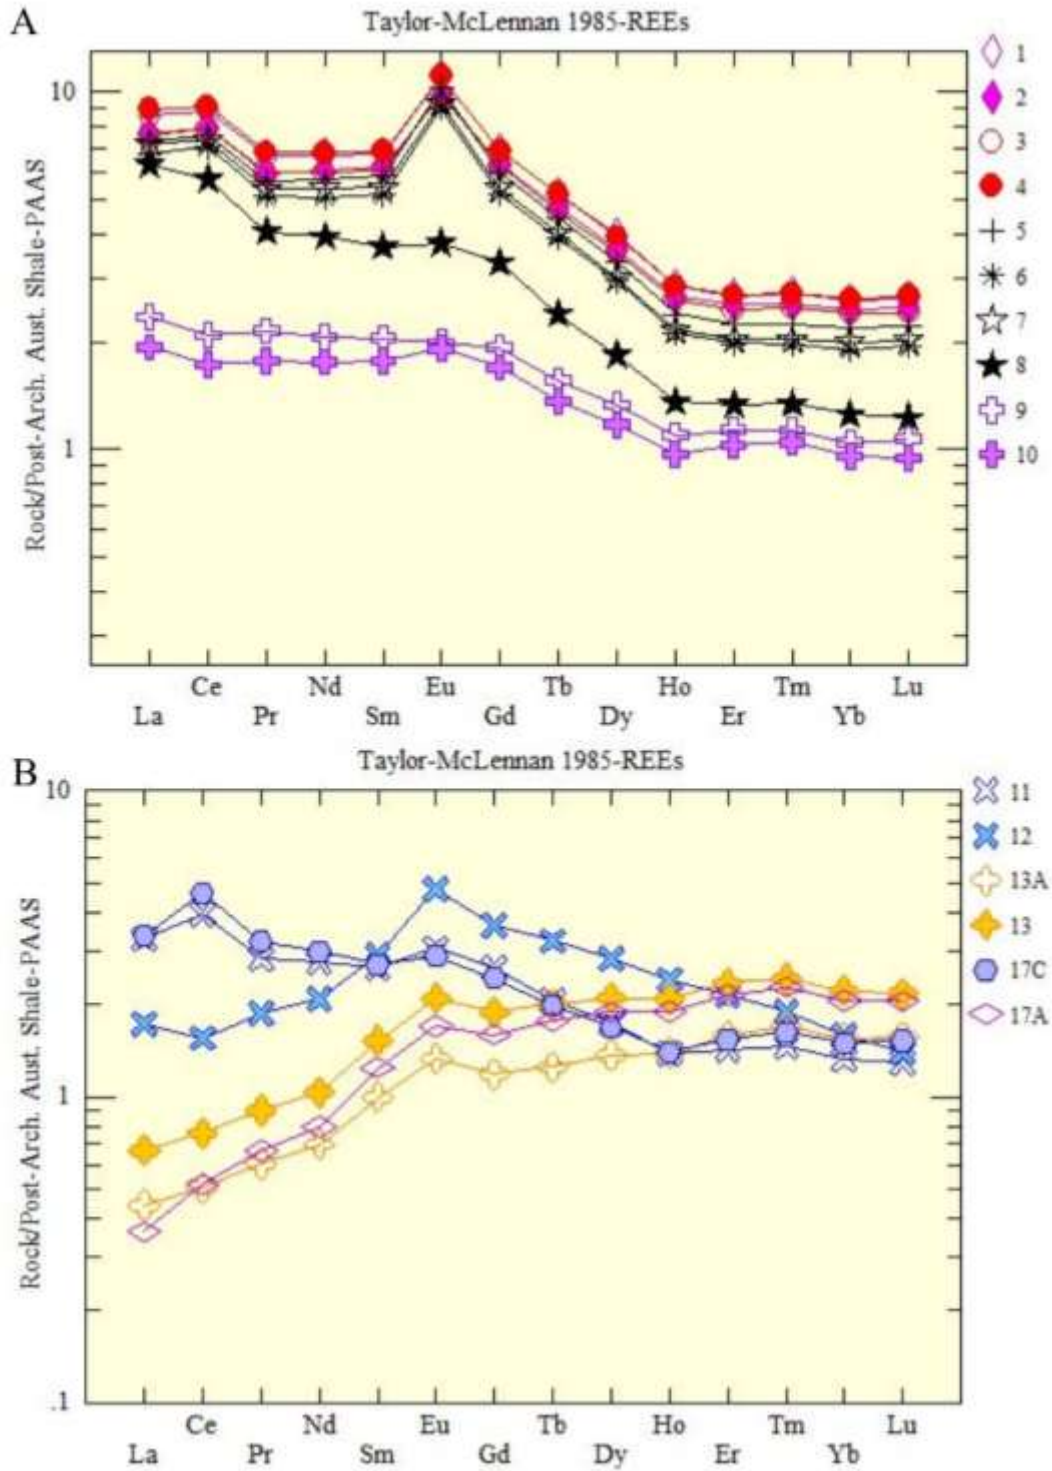 A
Taylor-McLennan 1985-REEs
Rock/Post-Arch. Aust. Shale-PAAS
10
1
La Ce Pr Nd Sm Eu Gd Tb Dy Ho Er Tm Yb Lu
1
2
3
4
5
6
7
8
9
10
B
Taylor-McLennan 1985-REEs
Rock/Post-Arch. Aust. Shale-PAAS
10
1
.1
La Ce Pr Nd Sm Eu Gd Tb Dy Ho Er Tm Yb Lu
11
12
13A
13
17C
17A